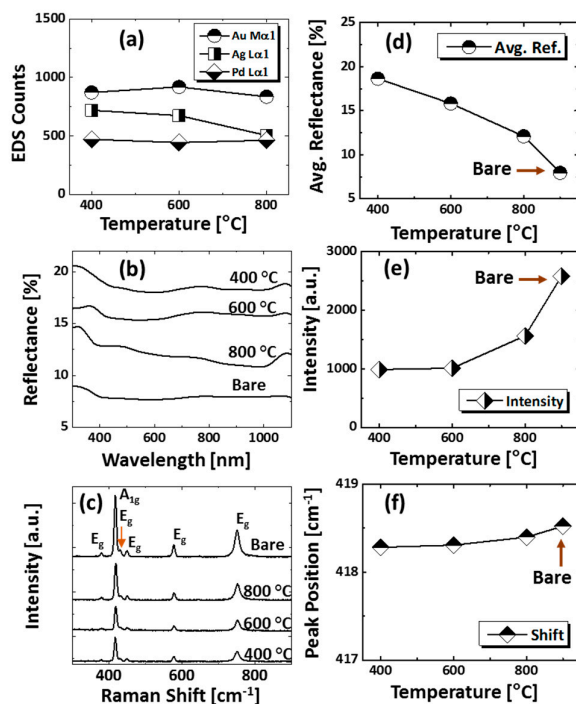 (a)
Au Mα1
Ag Lα1
Pd Lα1
EDS Counts
1500
1000
500
0
400 600 800
Temperature [°C]
(b)
Reflectance [%]
20
15
10
5
400 °C
600 °C
800 °C
Bare
400 600 800 1000
Wavelength [nm]
(c)
Intensity [a.u.]
A1g
Eg
Eg
Eg
Eg
Eg
Bare
800 °C
600 °C
400 °C
400 600 800
Raman Shift [cm-1]
(d)
Avg. Ref.
Avg. Reflectance [%]
25
20
15
10
5
Bare
400 600 800
Temperature [°C]
(e)
Intensity [a.u.]
3000
2000
1000
0
Bare
Intensity
400 600 800
Temperature [°C]
(f)
Peak Position [cm-1]
419
418
417
Bare
Shift
400 600 800
Temperature [°C]